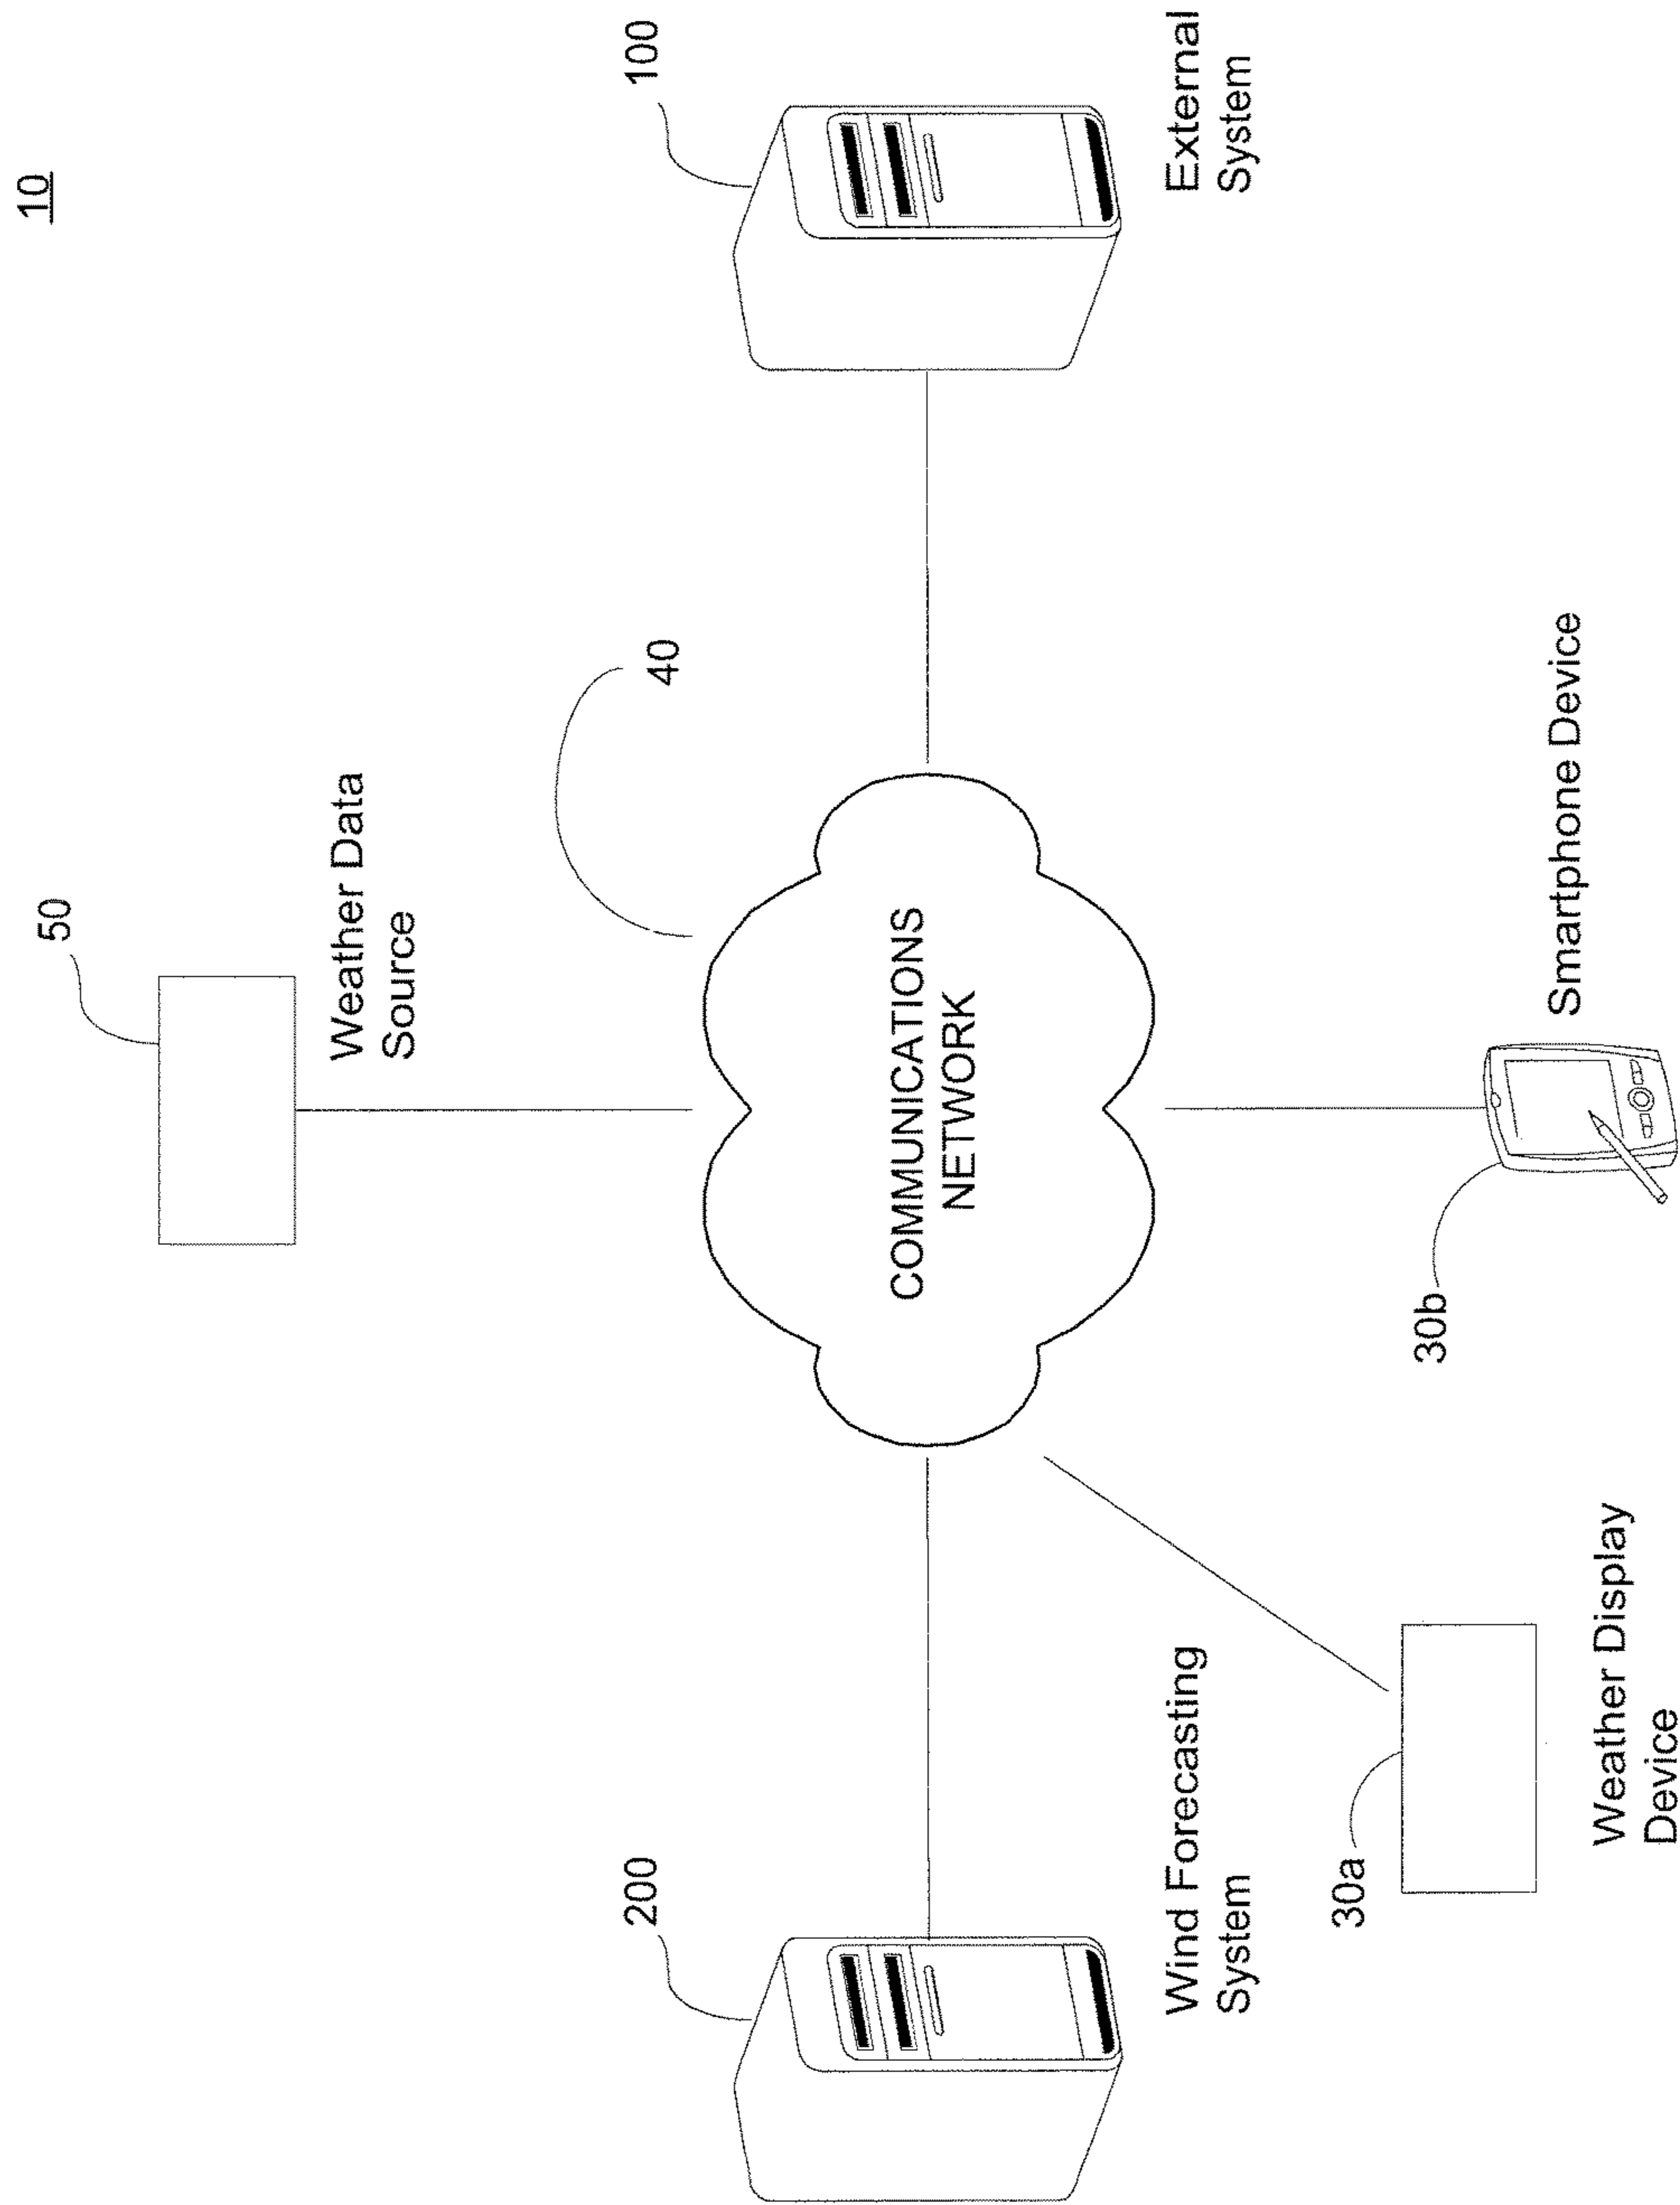 10
50
Weather Data
Source
40
200
Wind Forecasting
System
COMMUNICATIONS
NETWORK
100
External
System
30a
Weather Display
Device
30b
Smartphone Device